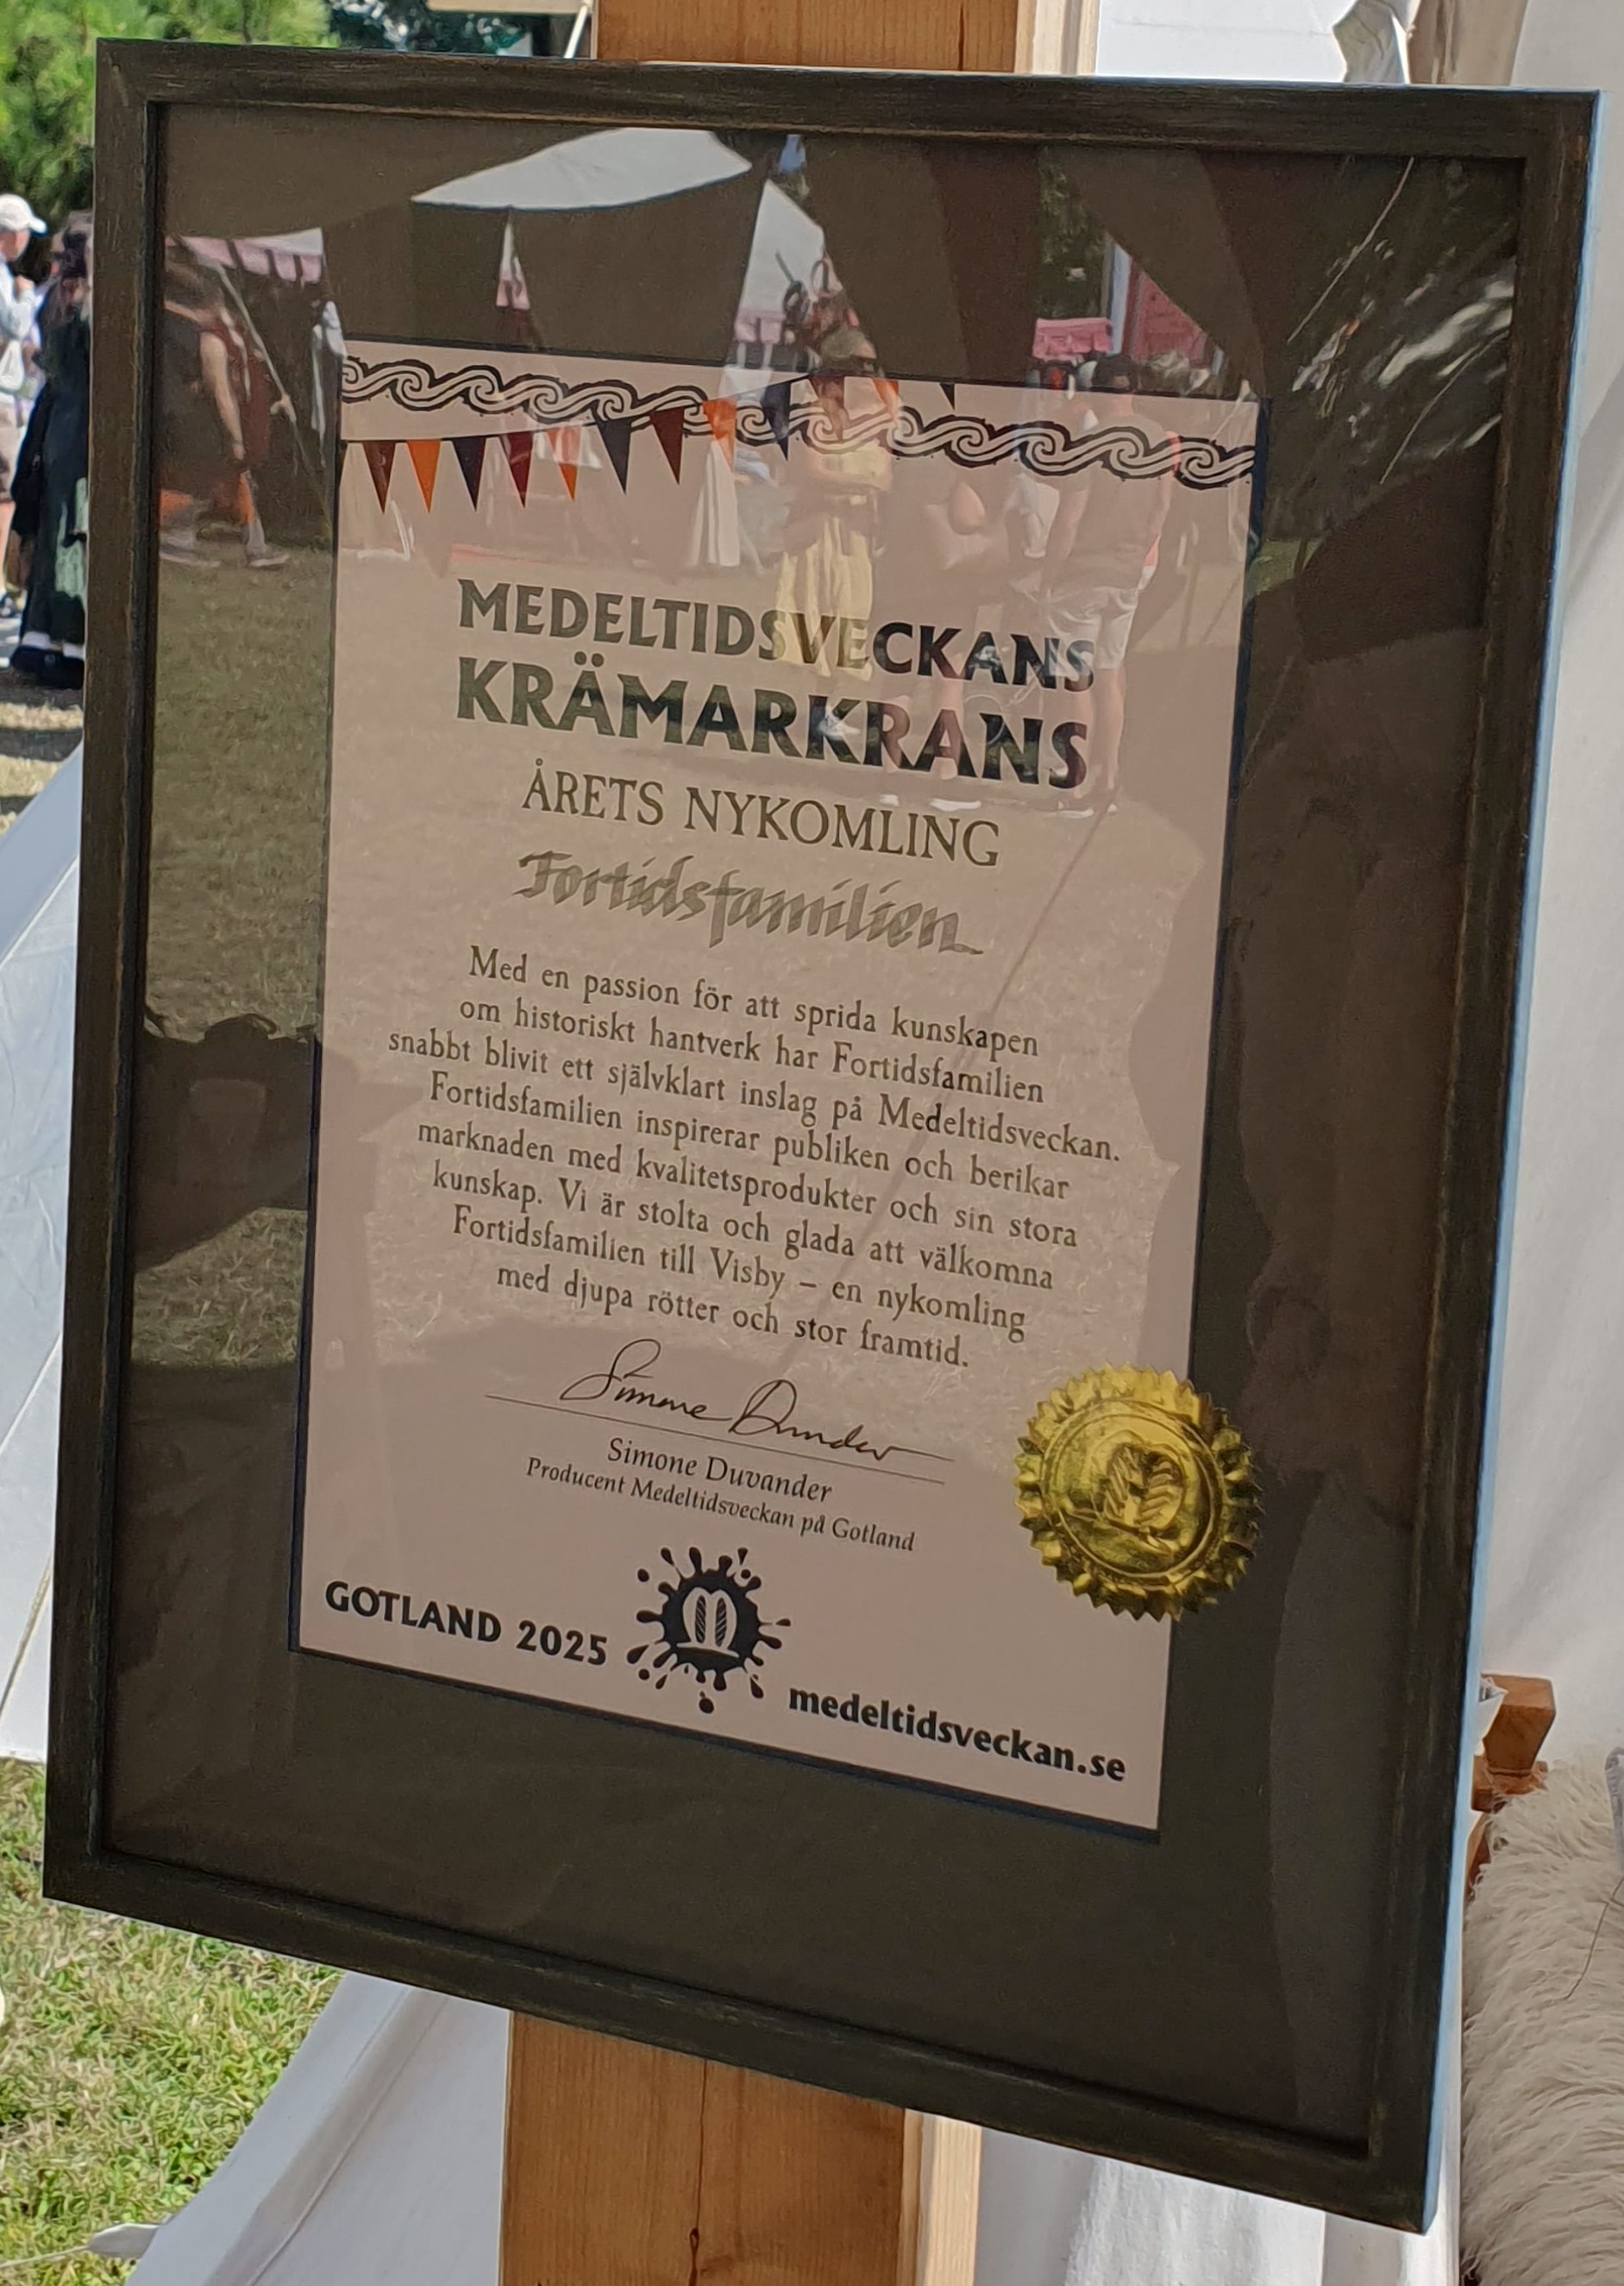 MEDELTIDSVECKANS
KRÄMARKRANS
ÅRETS NYKOMLING
Fortidsfamilien
Med en passion för att sprida kunskapen
om historiskt hantverk har Fortidsfamilien
snabbt blivit ett självklart inslag på Medeltidsveckan.
Fortidsfamilien inspirerar publiken och berikar
marknaden med kvalitetsprodukter och sin stora
kunskap. Vi är stolta och glada att välkomna
Fortidsfamilien till Visby – en nykomling
med djupa rötter och stor framtid.
Simone Duvander
Simone Duvander
Producent Medeltidsveckan på Gotland
GOTLAND 2025
medeltidsveckan.se